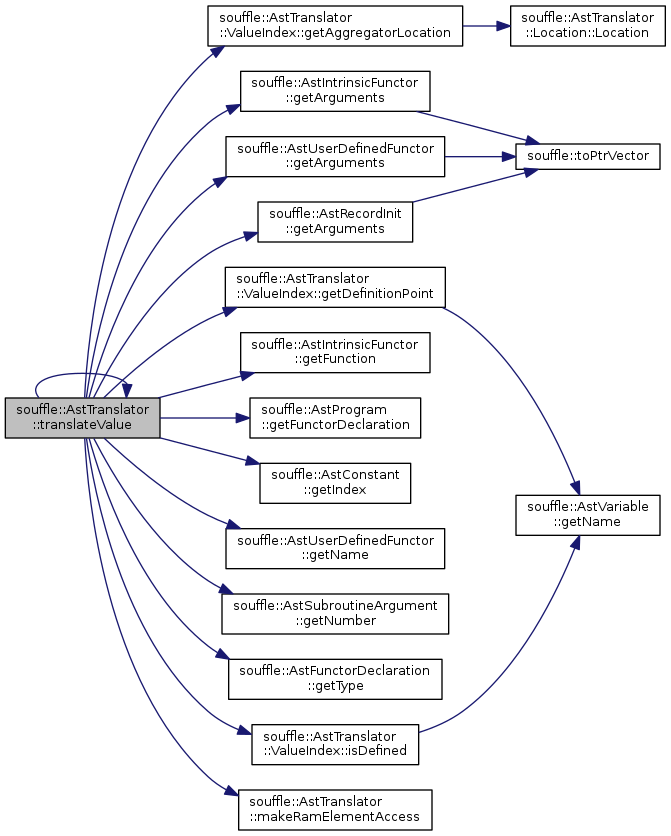 souffle::AstTranslator
::ValueIndex::getAggregatorLocation
souffle::AstTranslator
::Location::Location
souffle::AstIntrinsicFunctor
::getArguments
souffle::AstUserDefinedFunctor
::getArguments
souffle::toPtrVector
souffle::AstRecordInit
::getArguments
souffle::AstTranslator
::ValueIndex::getDefinitionPoint
souffle::AstIntrinsicFunctor
::getFunction
souffle::AstTranslator
::translateValue
souffle::AstProgram
::getFunctorDeclaration
souffle::AstConstant
::getIndex
souffle::AstVariable
::getName
souffle::AstUserDefinedFunctor
::getName
souffle::AstSubroutineArgument
::getNumber
souffle::AstFunctorDeclaration
::getType
souffle::AstTranslator
::ValueIndex::isDefined
souffle::AstTranslator
::makeRamElementAccess